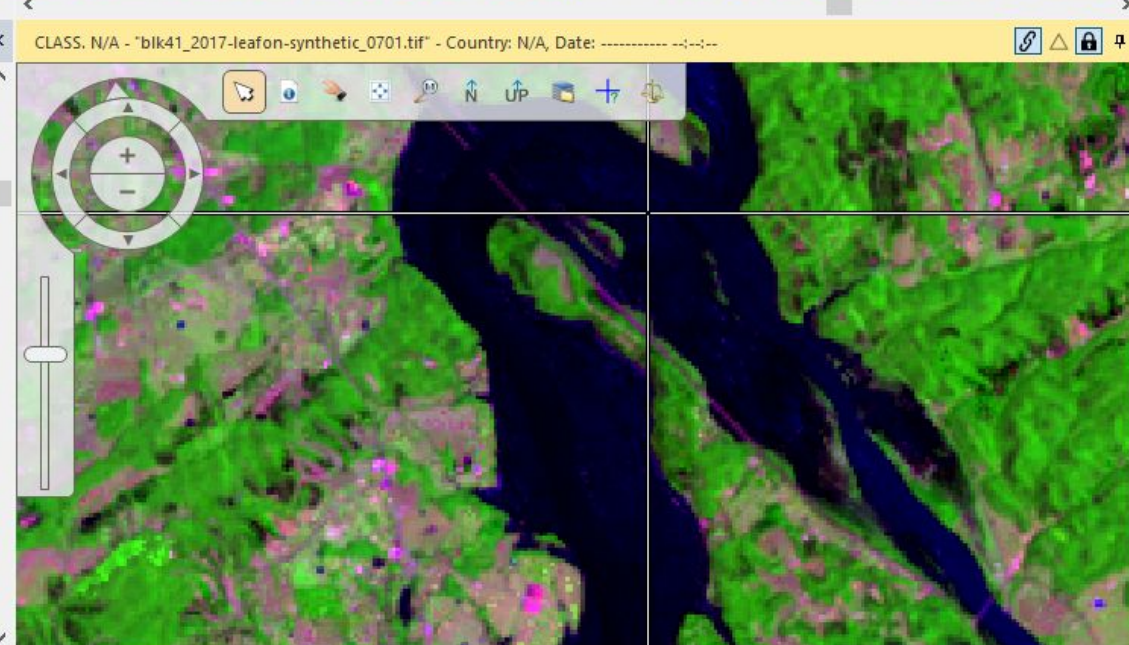 CLASS. N/A - "blk41_2017-leafon-synthetic_0701.tif" - Country: N/A, Date: ----------- --:--:--
N UP